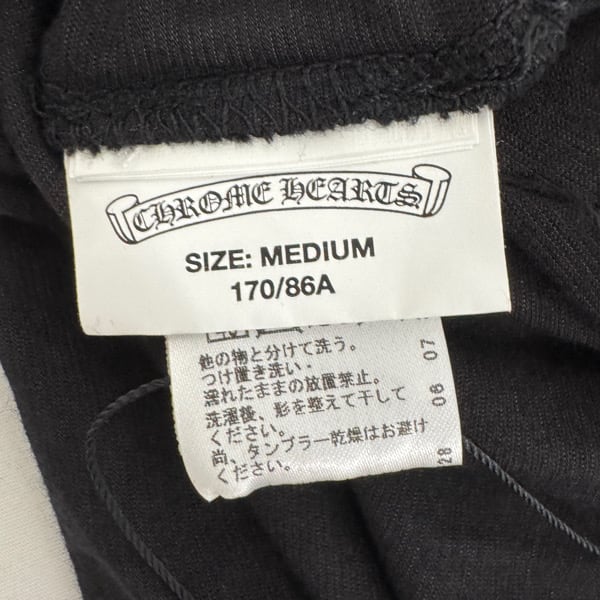 CHROME HEARTS
SIZE: MEDIUM
170/86A
他の物と分けて洗う。
つけ置き洗い・
濡れたままの放置禁止。
洗濯後、形を整えて干して
ください。
尚、タンブラー乾燥はお避け
ください。
28 06 07